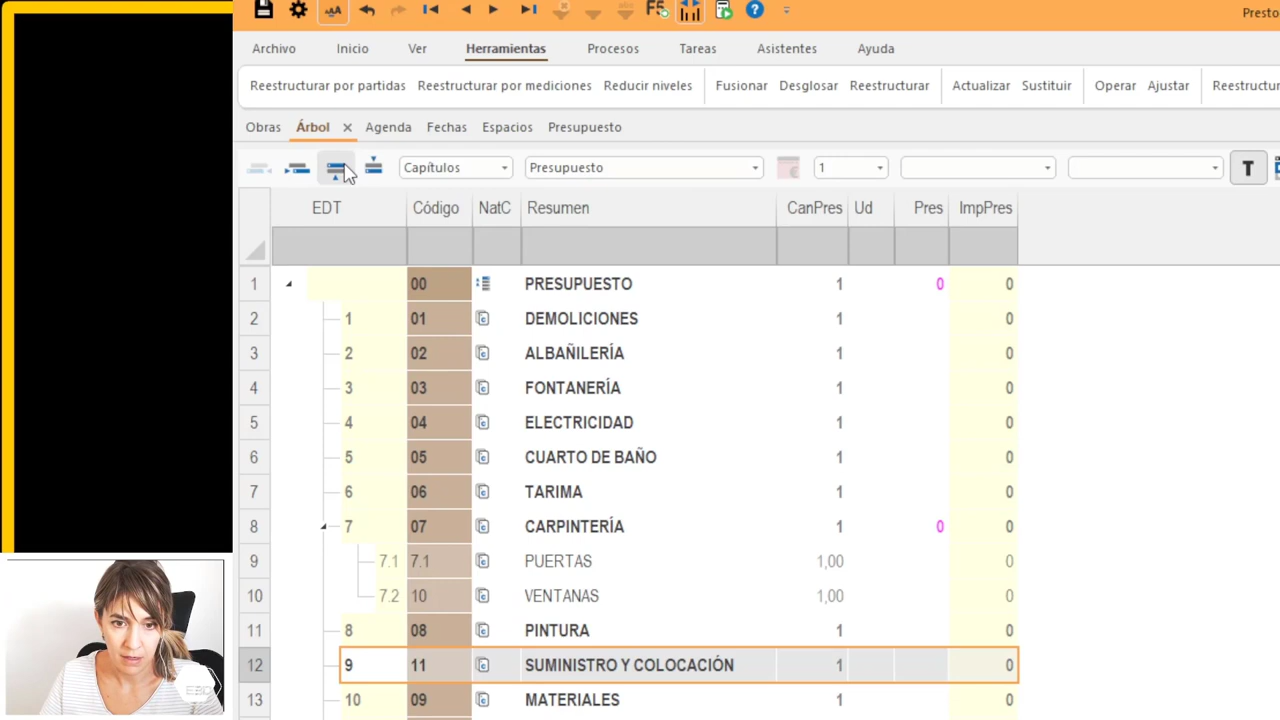 F5
Presto
Archivo Inicio Ver Herramientas Procesos Tareas Asistentes Ayuda
Reestructurar por partidas Reestructurar por mediciones Reducir niveles Fusionar Desglosar Reestructurar Actualizar Sustituir Operar Ajustar Reestructur
Obras Árbol Agenda Fechas Espacios Presupuesto
Capítulos Presupuesto 1 T
EDT Código NatC Resumen CanPres Ud Pres ImpPres
1 00 PRESUPUESTO 1 0 0
2 1 01 DEMOLICIONES 1 0
3 2 02 ALBAÑILERÍA 1 0
4 3 03 FONTANERÍA 1 0
5 4 04 ELECTRICIDAD 1 0
6 5 05 CUARTO DE BAÑO 1 0
7 6 06 TARIMA 1 0
8 7 07 CARPINTERÍA 1 0 0
9 7.1 7.1 PUERTAS 1,00 0
10 7.2 10 VENTANAS 1,00 0
11 8 08 PINTURA 1 0
12 9 11 SUMINISTRO Y COLOCACIÓN 1 0
13 10 09 MATERIALES 1 0